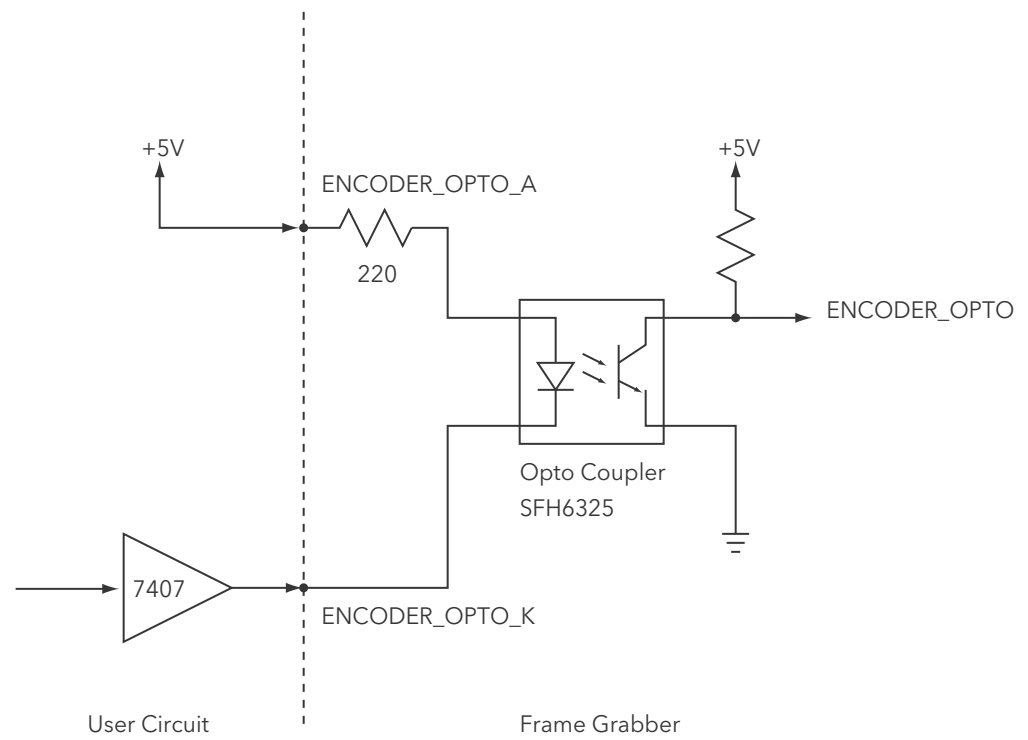 +5V
+5V
ENCODER_OPTO_A
220
ENCODER_OPTO
Opto Coupler
SFH6325
7407
ENCODER_OPTO_K
User Circuit
Frame Grabber